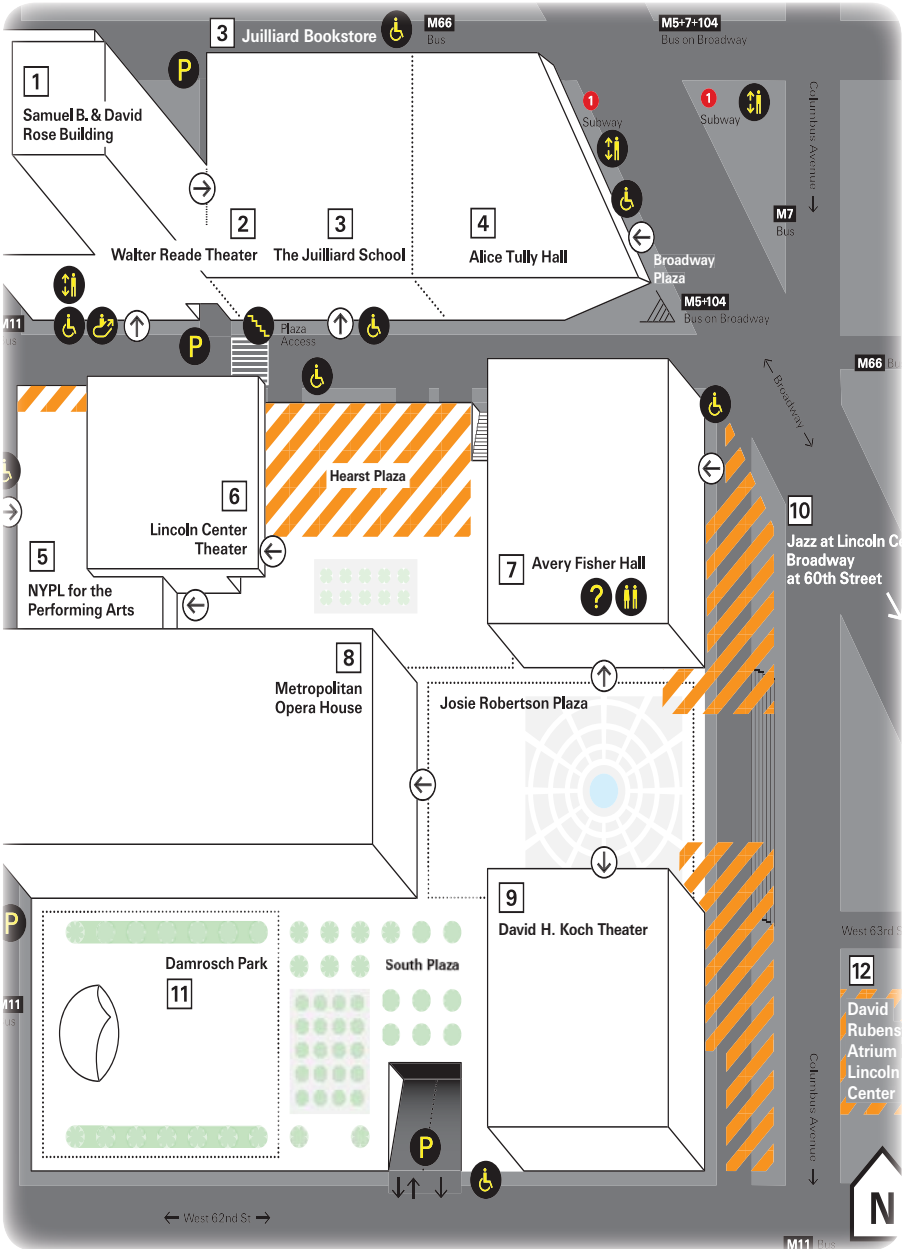 3 Juilliard Bookstore
M66
Bus
M5+7+104
Bus on Broadway
P
1
Samuel B. & David
Rose Building
1
Subway
1
Subway
Columbus Avenue
M7
Bus
2
Walter Reade Theater
3
The Juilliard School
4
Alice Tully Hall
Broadway
Plaza
M5+104
Bus on Broadway
M11
P
Plaza
Access
M66
Broadway
Hearst Plaza
6
Lincoln Center
Theater
5
NYPL for the
Performing Arts
7 Avery Fisher Hall
?
10
Jazz at Lincoln
Broadway
at 60th Street
8
Metropolitan
Opera House
Josie Robertson Plaza
9
David H. Koch Theater
P
West 63rd
Damrosch Park
11
South Plaza
M11
12
David
Rubens
Atrium
Lincoln
Center
Columbus Avenue
P
West 62nd St
N
M11 Bus